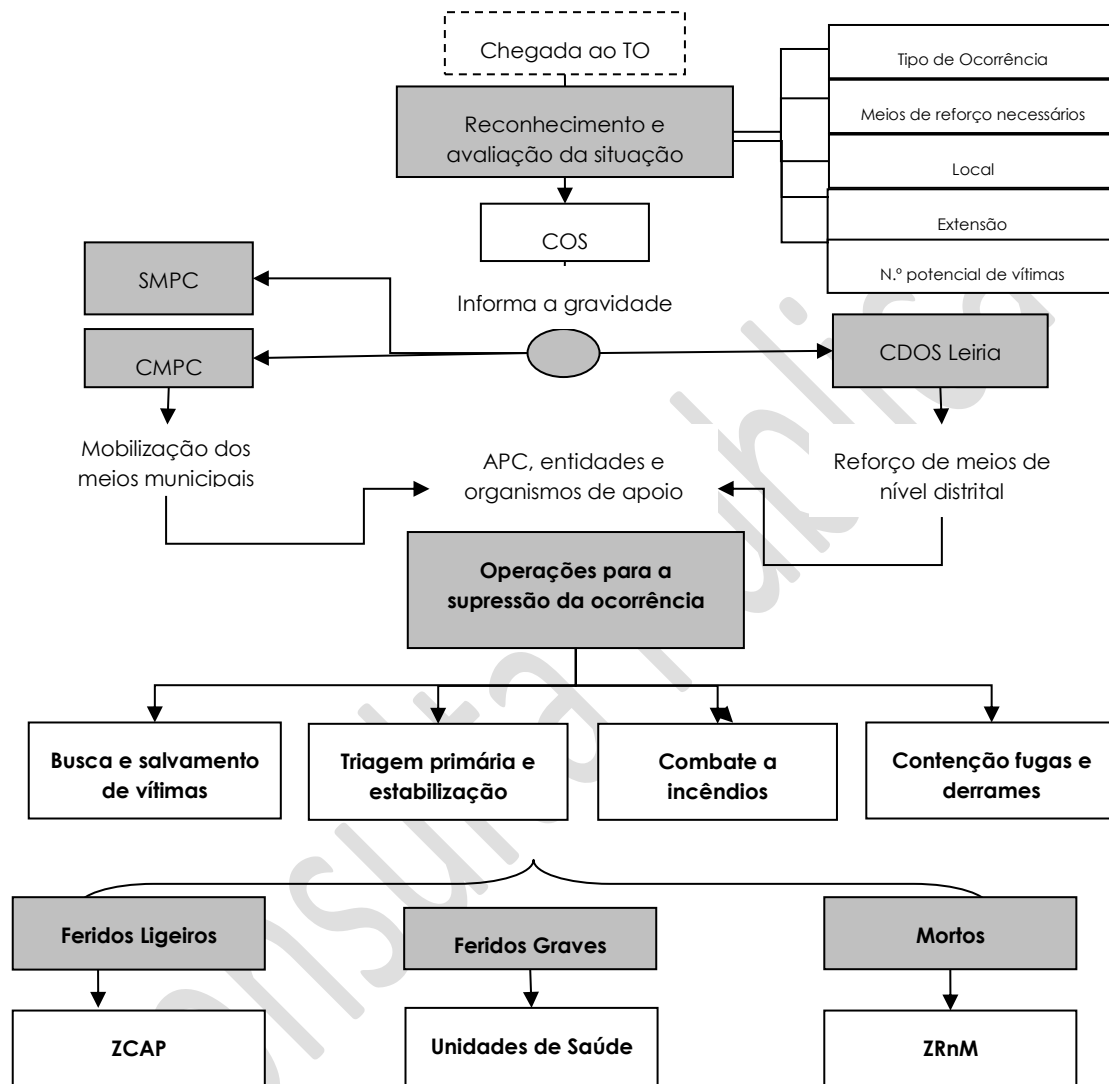 Chegada ao TO
Reconhecimento e
avaliação da situação
Tipo de Ocorrência
Meios de reforço necessários
Local
Extensão
N.º potencial de vítimas
COS
SMPC
Informa a gravidade
CMPC
CDOS Leiria
Mobilização dos
meios municipais
APC, entidades e
organismos de apoio
Reforço de meios de
nível distrital
Operações para a
supressão da ocorrência
Busca e salvamento
de vítimas
Triagem primária e
estabilização
Combate a
incêndios
Contenção fugas e
derrames
Feridos Ligeiros
Feridos Graves
Mortos
ZCAP
Unidades de Saúde
ZRnM